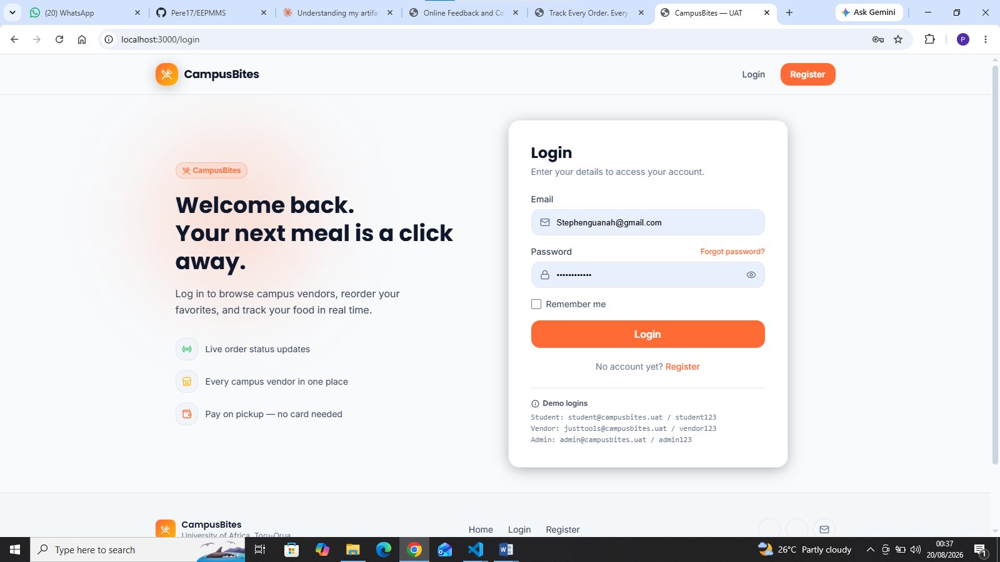 (20) WhatsApp
Pere17/EEPMMS
Understanding my artifa
Online Feedback and Co
Track Every Order. Every
CampusBites — UAT
Ask Gemini
localhost:3000/login
P
CampusBites
Login
Register
CampusBites
Welcome back.
Your next meal is a click
away.
Log in to browse campus vendors, reorder your
favorites, and track your food in real time.
Live order status updates
Every campus vendor in one place
Pay on pickup — no card needed
Login
Enter your details to access your account.
Email
Stephenguanah@gmail.com
Password
Forgot password?
••••••••••••
Remember me
Login
No account yet? Register
Demo logins
Student: student@campusbites.uat / student123
Vendor: justtools@campusbites.uat / vendor123
Admin: admin@campusbites.uat / admin123
CampusBites
University of Africa, Toru-Orua
Home
Login
Register
Type here to search
26°C Partly cloudy
00:37
20/08/2026
1